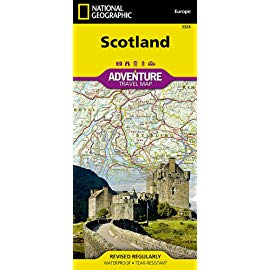 NATIONAL
GEOGRAPHIC
Europe
3326
Scotland
ADVENTURE
TRAVEL MAP
REVISED REGULARLY
WATERPROOF • TEAR-RESISTANT